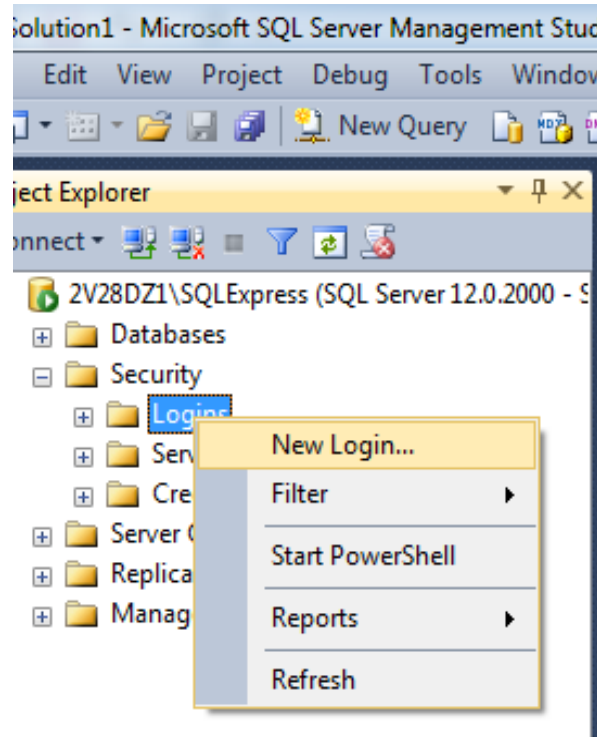 Solution1 - Microsoft SQL Server Management Stud
Edit View Project Debug Tools Window
New Query
ject Explorer
onnect
2V28DZ1\SQLExpress (SQL Server 12.0.2000 - S
Databases
Security
Logins
New Login...
Serv
Filter
Cre
Server
Start PowerShell
Replica
Manag
Reports
Refresh